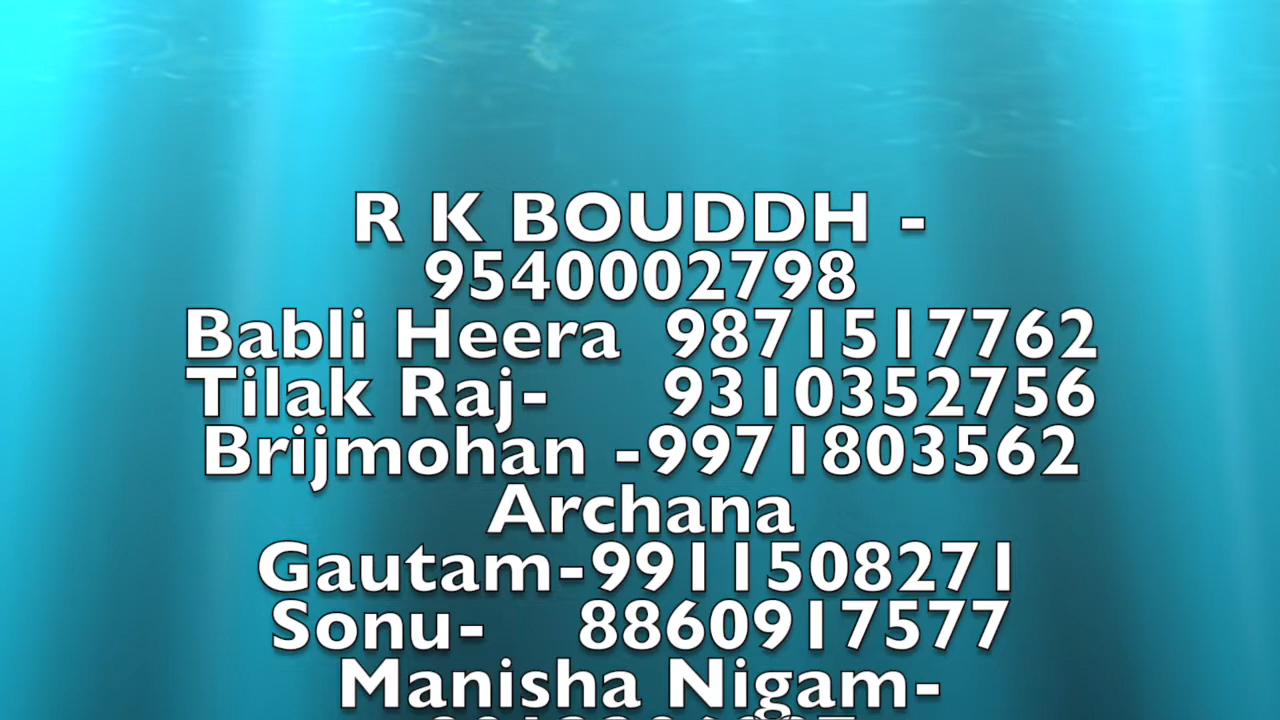 R K BOUDDH -
9540002798
Babli Heera 9871517762
Tilak Raj- 9310352756
Brijmohan -9971803562
Archana
Gautam-9911508271
Sonu- 8860917577
Manisha Nigam-